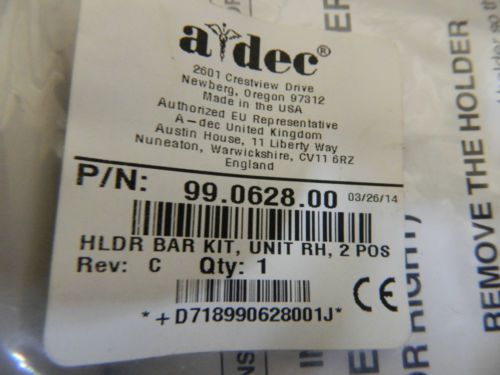 a dec®
2601 Crestview Drive
Newberg, Oregon 97312
Made in the USA
Authorized EU Representative
A-dec United Kingdom
Austin House, 11 Liberty Way
Nuneaton, Warwickshire, CV11 6RZ
England
P/N: 99.0628.00 03/26/14
HLDR BAR KIT, UNIT RH, 2 POS
Rev: C Qty: 1
CE
*+D718990628001J*
REMOVE THE HOLDER
DR RIGHT)